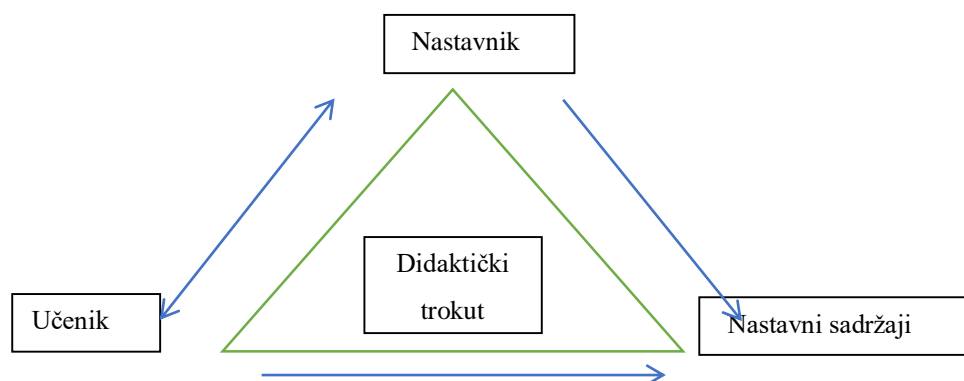 Nastavnik
Didaktički
trokut
Učenik
Nastavni sadržaji